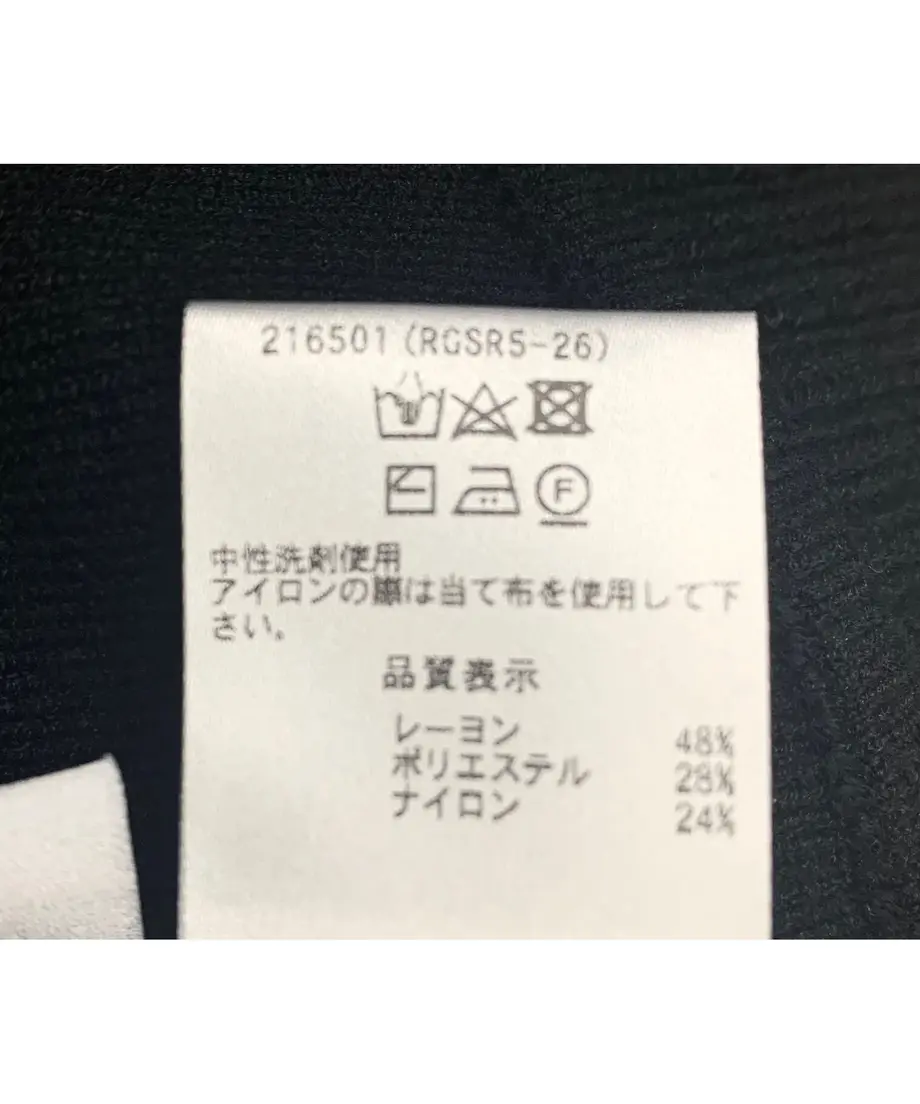 216501(RGSR5-26)
F
中性洗剤使用
アイロンの際は当て布を使用して下
さい。
品質表示
レーヨン 48%
ポリエステル 28%
ナイロン 24%